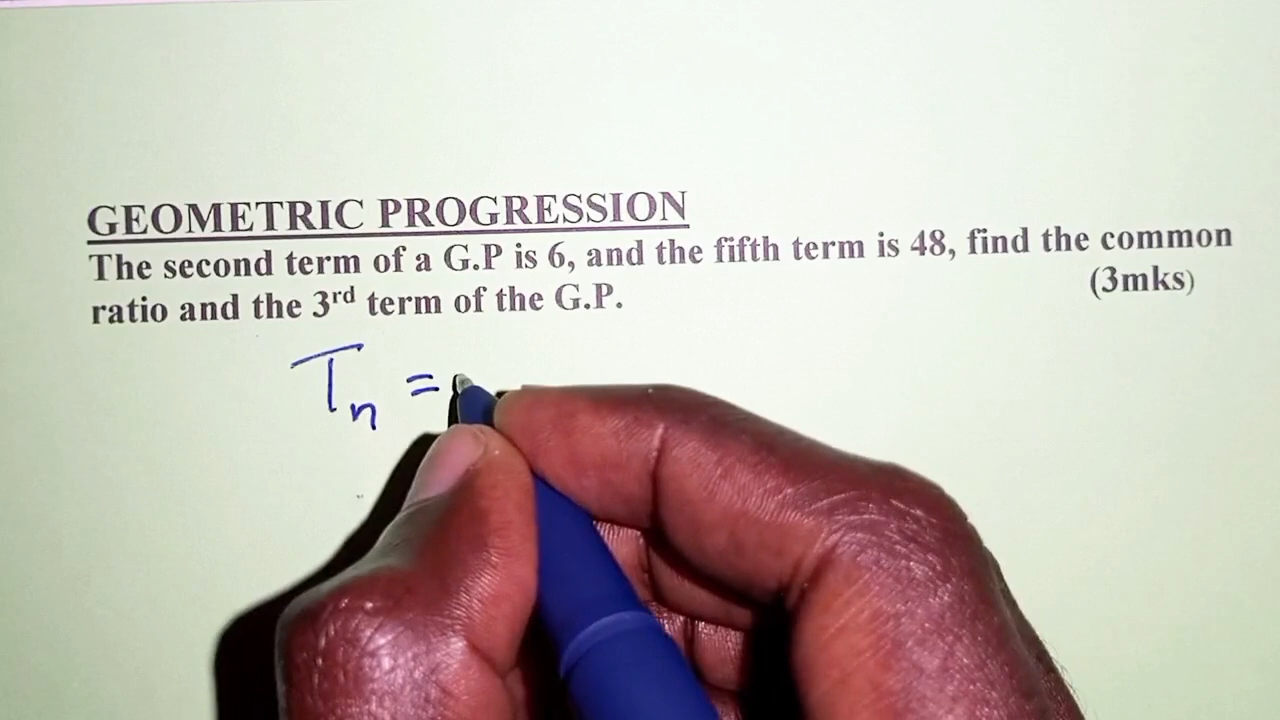 GEOMETRIC PROGRESSION
The second term of a G.P is 6, and the fifth term is 48, find the common
ratio and the 3rd term of the G.P. (3mks)
Tn =